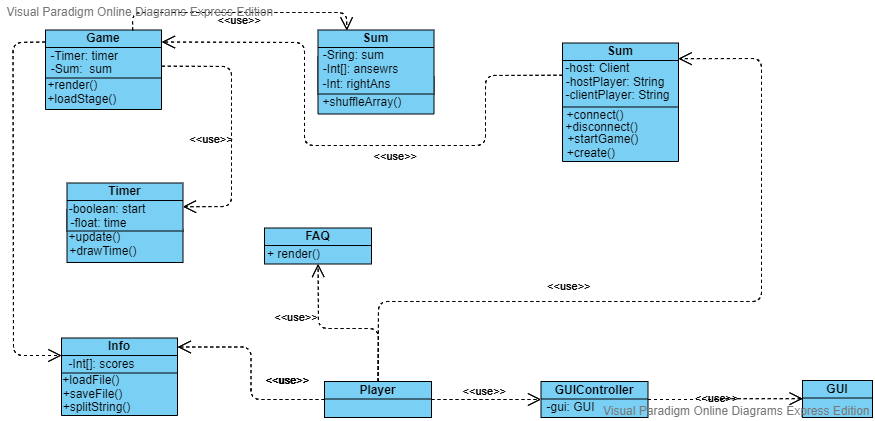 Visual Paradigm Online Diagrams Express Edition
<<use>>
Game
-Timer: timer
-Sum: sum
+render()
+loadStage()
Sum
-Sring: sum
-Int[]: ansewrs
-Int: rightAns
+shuffleArray()
Sum
-host: Client
-hostPlayer: String
-clientPlayer: String
+connect()
+disconnect()
+startGame()
+create()
<<use>>
<<use>>
Timer
-boolean: start
-float: time
+update()
+drawTime()
FAQ
+ render()
<<use>>
<<use>>
Info
-Int[]: scores
+loadFile()
+saveFile()
+splitString()
<<use>>
Player
<<use>>
GUIController
-gui: GUI
<<use>>
GUI
Visual Paradigm Online Diagrams Express Edition